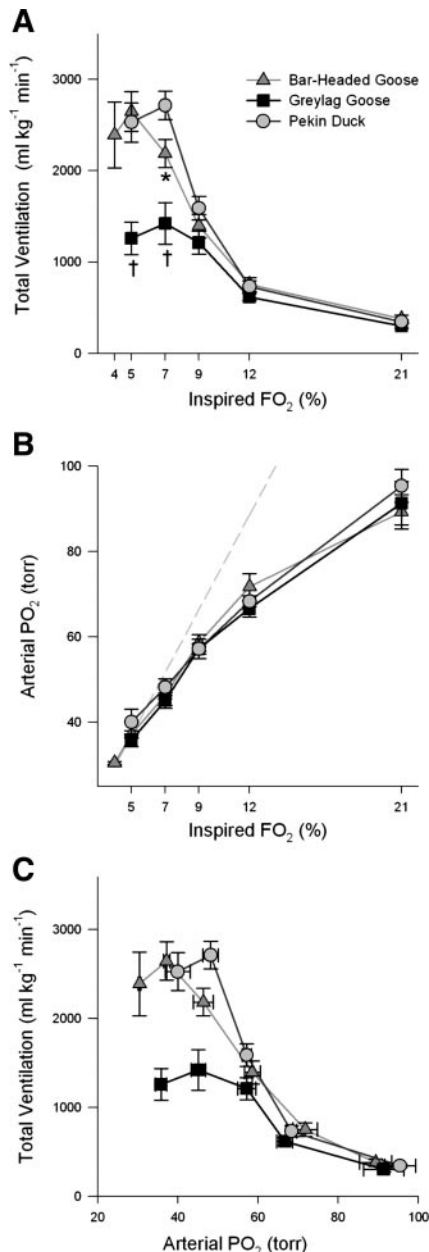 A
Total Ventilation (ml kg⁻¹ min⁻¹)
3000
2000
1000
0
Bar-Headed Goose
Greylag Goose
Pekin Duck
*
† †
4 5 7 9 12 21
Inspired FO₂ (%)
B
Arterial PO₂ (torr)
100
80
60
40
5 7 9 12 21
Inspired FO₂ (%)
C
Total Ventilation (ml kg⁻¹ min⁻¹)
3000
2000
1000
0
20 40 60 80 100
Arterial PO₂ (torr)